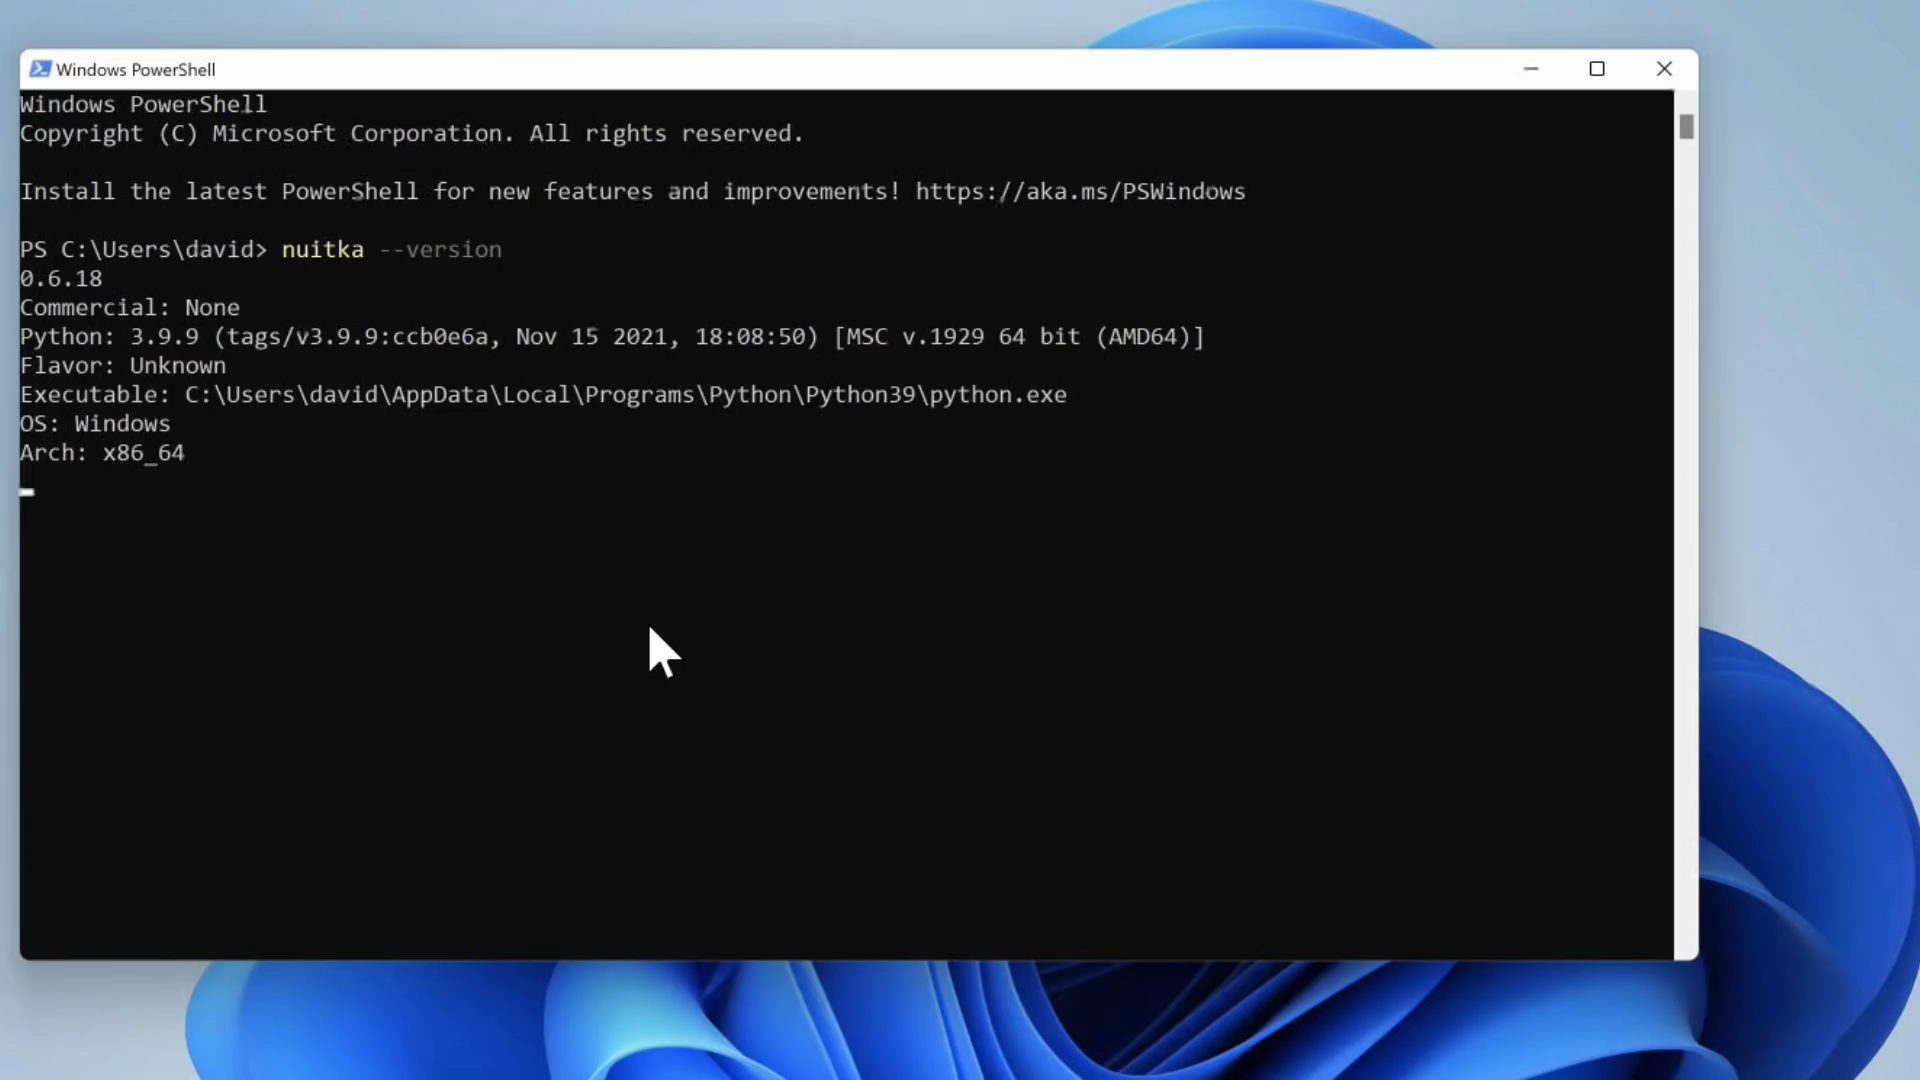 Windows PowerShell
Windows PowerShell
Copyright (C) Microsoft Corporation. All rights reserved.
Install the latest PowerShell for new features and improvements! https://aka.ms/PSWindows
PS C:\Users\david> nuitka --version
0.6.18
Commercial: None
Python: 3.9.9 (tags/v3.9.9:ccb0e6a, Nov 15 2021, 18:08:50) [MSC v.1929 64 bit (AMD64)]
Flavor: Unknown
Executable: C:\Users\david\AppData\Local\Programs\Python\Python39\python.exe
OS: Windows
Arch: x86_64